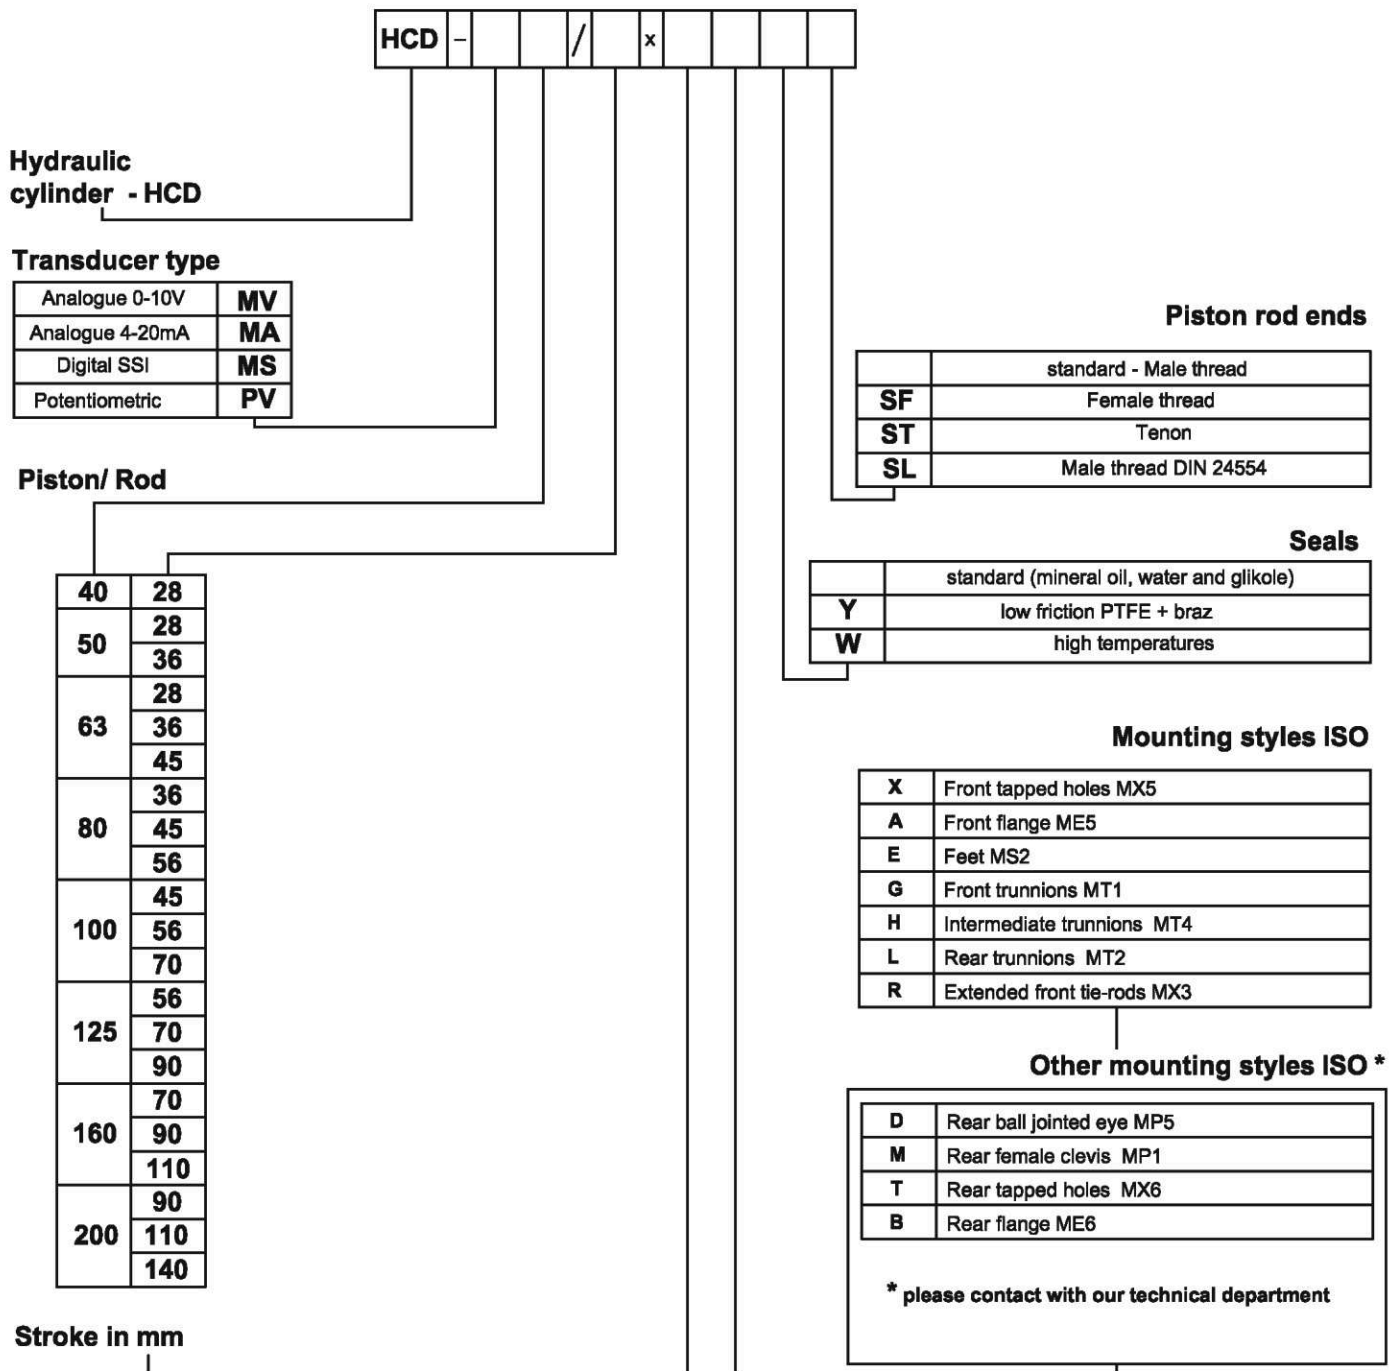 HCD - / x
Hydraulic
cylinder - HCD
Transducer type
Analogue 0-10V MV
Analogue 4-20mA MA
Digital SSI MS
Potentiometric PV
Piston/ Rod
40 28
50 28
36
63 28
36
45
80 36
45
56
100 45
56
70
125 56
70
90
160 70
90
110
200 90
110
140
Stroke in mm
Piston rod ends
standard - Male thread
SF Female thread
ST Tenon
SL Male thread DIN 24554
Seals
standard (mineral oil, water and glikole)
Y low friction PTFE + braz
W high temperatures
Mounting styles ISO
X Front tapped holes MX5
A Front flange ME5
E Feet MS2
G Front trunnions MT1
H Intermediate trunnions MT4
L Rear trunnions MT2
R Extended front tie-rods MX3
Other mounting styles ISO *
D Rear ball jointed eye MP5
M Rear female clevis MP1
T Rear tapped holes MX6
B Rear flange ME6
* please contact with our technical department